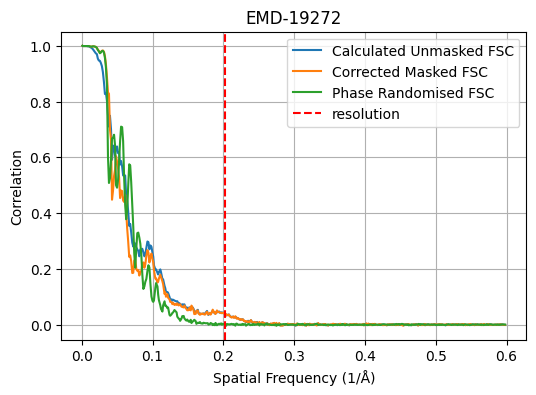 EMD-19272
Calculated Unmasked FSC
Corrected Masked FSC
Phase Randomised FSC
resolution
Correlation
1.0
0.8
0.6
0.4
0.2
0.0
0.0 0.1 0.2 0.3 0.4 0.5 0.6
Spatial Frequency (1/Å)